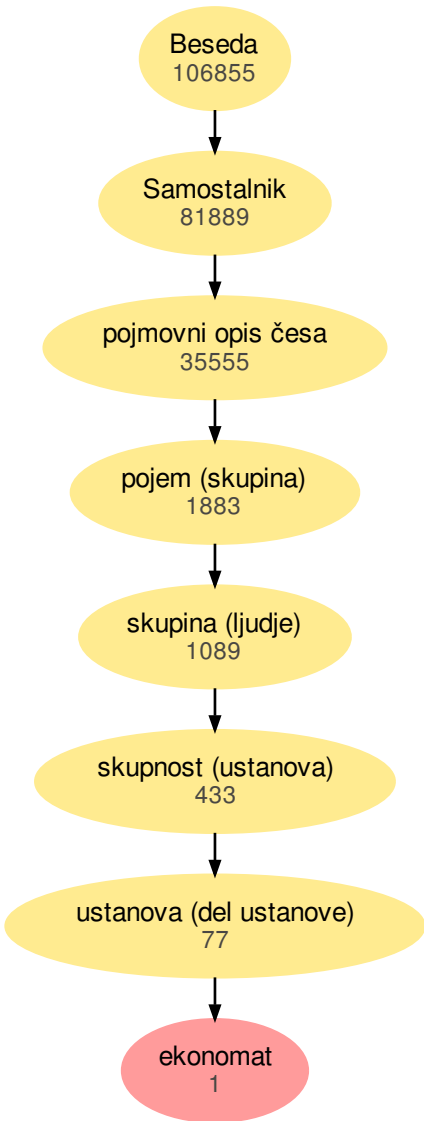 Beseda
106855
Samostalnik
81889
pojmovni opis česa
35555
pojem (skupina)
1883
skupina (ljudje)
1089
skupnost (ustanova)
433
ustanova (del ustanove)
77
ekonomat
1